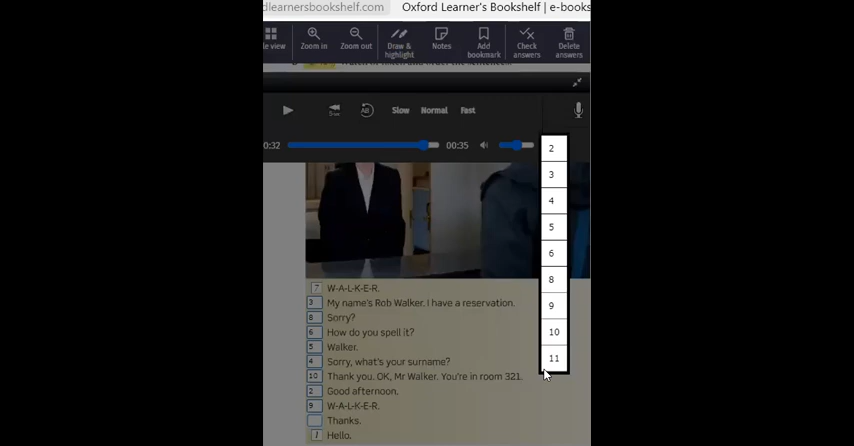 dlearnersbookshelf.com Oxford Learner's Bookshelf | e-books
le view Zoom in Zoom out Draw & highlight Notes Add bookmark Check answers Delete answers
5 sec AB Slow Normal Fast
0:32 00:35
2
3
4
5
6
8
9
10
11
7 W-A-L-K-E-R.
3 My name's Rob Walker. I have a reservation.
8 Sorry?
6 How do you spell it?
5 Walker.
4 Sorry, what's your surname?
10 Thank you. OK, Mr Walker. You're in room 321.
2 Good afternoon.
9 W-A-L-K-E-R.
Thanks.
1 Hello.